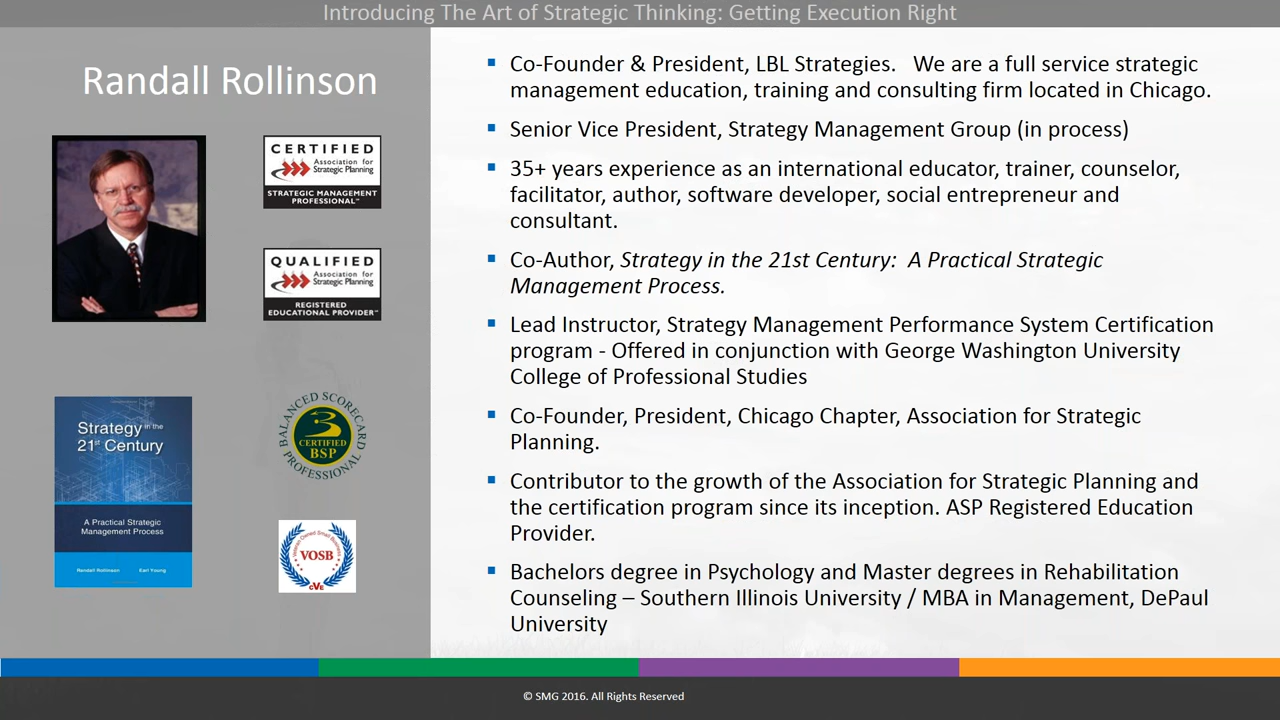 Introducing The Art of Strategic Thinking: Getting Execution Right
Randall Rollinson
CERTIFIED
Association for
Strategic Planning
STRATEGIC MANAGEMENT
PROFESSIONAL™
QUALIFIED
Association for
Strategic Planning
REGISTERED
EDUCATIONAL PROVIDER™
Strategy in the
21st Century
A Practical Strategic
Management Process
Randall Rollinson Earl Young
BALANCED SCORECARD
CERTIFIED
BSP
PROFESSIONAL
Veteran Owned Small Business
VOSB
CVE
Co-Founder & President, LBL Strategies. We are a full service strategic
management education, training and consulting firm located in Chicago.
Senior Vice President, Strategy Management Group (in process)
35+ years experience as an international educator, trainer, counselor,
facilitator, author, software developer, social entrepreneur and
consultant.
Co-Author, Strategy in the 21st Century: A Practical Strategic
Management Process.
Lead Instructor, Strategy Management Performance System Certification
program - Offered in conjunction with George Washington University
College of Professional Studies
Co-Founder, President, Chicago Chapter, Association for Strategic
Planning.
Contributor to the growth of the Association for Strategic Planning and
the certification program since its inception. ASP Registered Education
Provider.
Bachelors degree in Psychology and Master degrees in Rehabilitation
Counseling – Southern Illinois University / MBA in Management, DePaul
University
© SMG 2016. All Rights Reserved